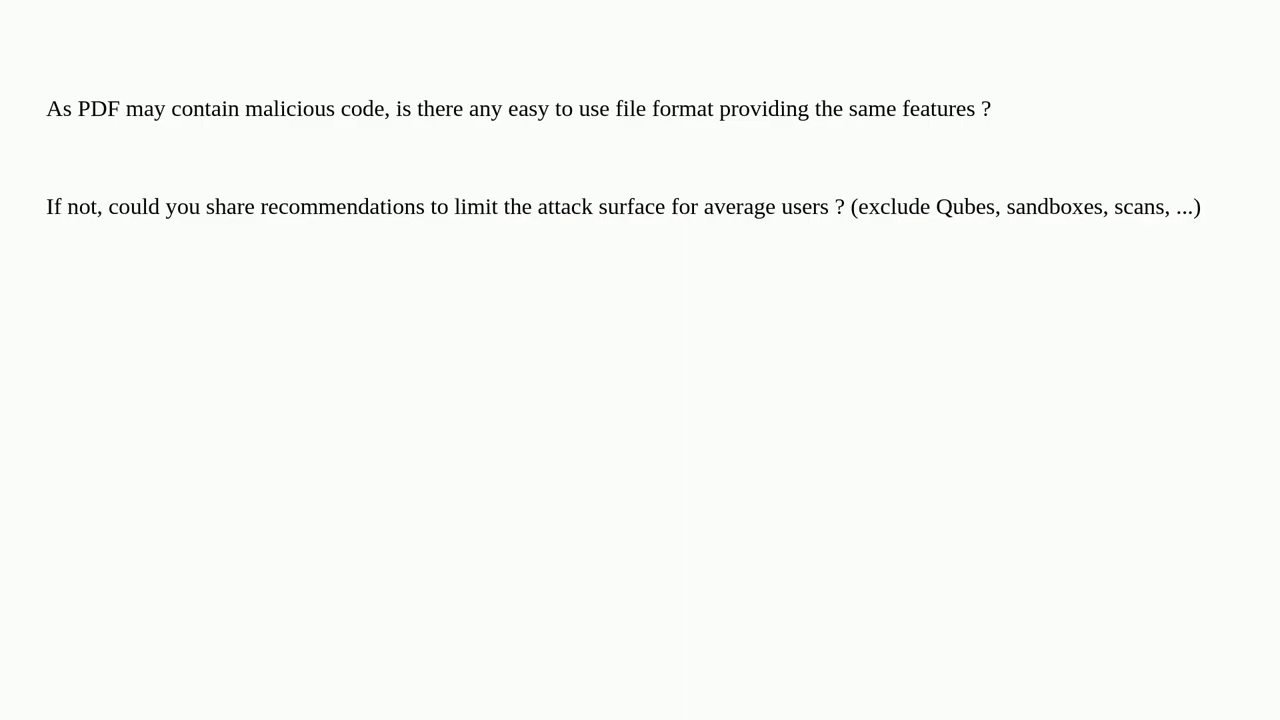 As PDF may contain malicious code, is there any easy to use file format providing the same features ?
If not, could you share recommendations to limit the attack surface for average users ? (exclude Qubes, sandboxes, scans, ...)